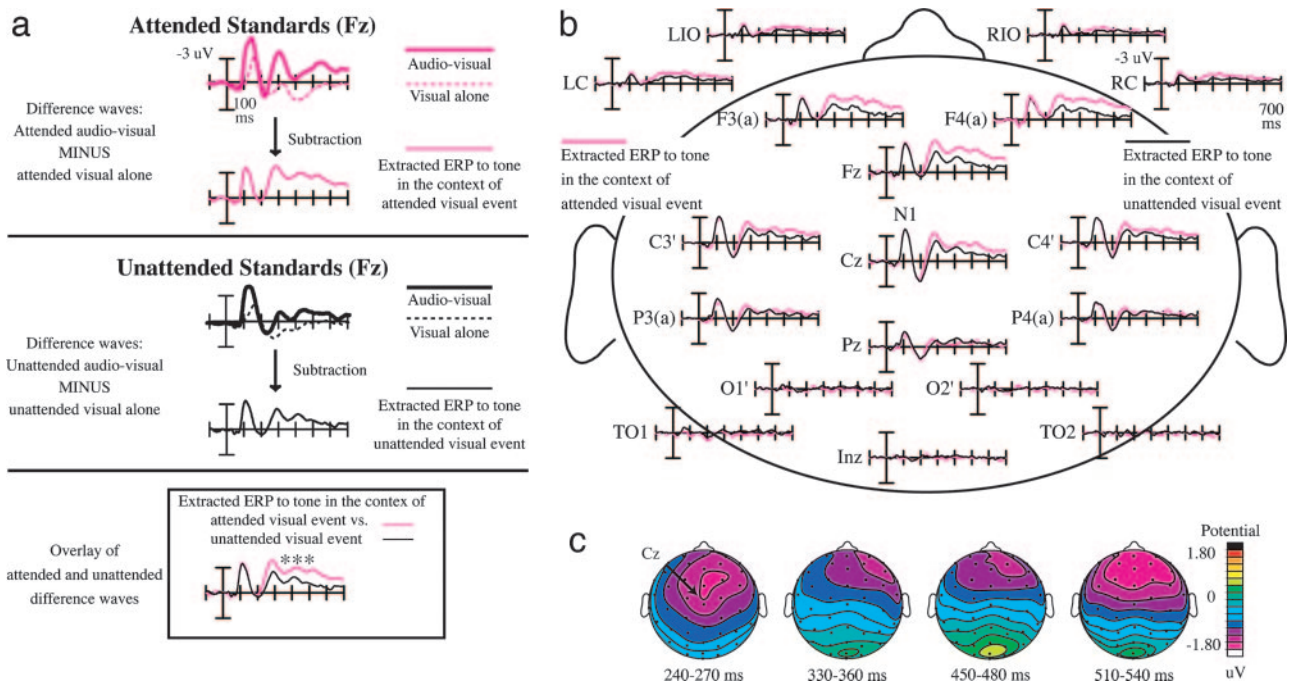 a
Attended Standards (Fz)
-3 uV
100
ms
Audio-visual
Visual alone
Difference waves:
Attended audio-visual
MINUS
attended visual alone
Subtraction
Extracted ERP to tone
in the context of
attended visual event
Unattended Standards (Fz)
Audio-visual
Visual alone
Difference waves:
Unattended audio-visual
MINUS
unattended visual alone
Subtraction
Extracted ERP to tone
in the context of
unattended visual event
Overlay of
attended and unattended
difference waves
Extracted ERP to tone in the contex of
attended visual event vs.
unattended visual event
***
b
LIO
RIO
-3 uV
LC
RC
700
ms
F3(a)
F4(a)
Extracted ERP to tone
in the context of
attended visual event
Fz
Extracted ERP to tone
in the context of
unattended visual event
N1
C3'
Cz
C4'
P3(a)
Pz
P4(a)
O1'
O2'
TO1
Inz
TO2
c
Cz
240-270 ms
330-360 ms
450-480 ms
510-540 ms
Potential
1.80
0
-1.80
uV